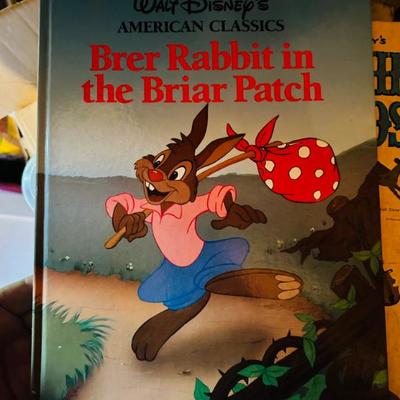 WALT DISNEY'S
AMERICAN CLASSICS
Brer Rabbit in
the Briar Patch